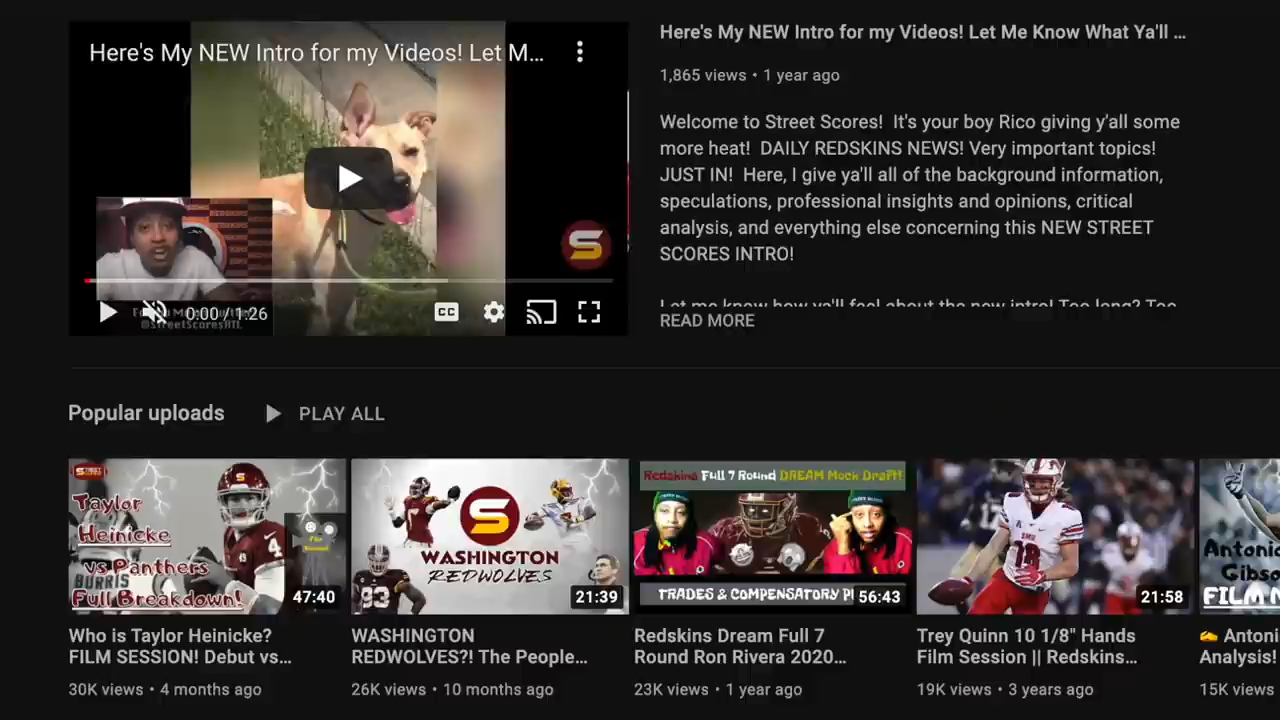 Here's My NEW Intro for my Videos! Let M...
@StreetScoresATL
0:00 / 1:26
CC
Here's My NEW Intro for my Videos! Let Me Know What Ya'll ...
1,865 views • 1 year ago
Welcome to Street Scores!  It's your boy Rico giving y'all some
more heat!  DAILY REDSKINS NEWS! Very important topics!
JUST IN!  Here, I give ya'll all of the background information,
speculations, professional insights and opinions, critical
analysis, and everything else concerning this NEW STREET
SCORES INTRO!
Let me know how ya'll feel about the new intro! Too long? Too
READ MORE
Popular uploads
PLAY ALL
Taylor
Heinicke
vs Panthers
BURRIS
Full Breakdown!
4
47:40
S
WASHINGTON
REDWOLVES
93
21:39
Redskins Full 7 Round DREAM Mock Draft!
TRADES & COMPENSATORY PI
56:43
18
21:58
Antonio
Gibso
FILM
Who is Taylor Heinicke?
FILM SESSION! Debut vs...
30K views • 4 months ago
WASHINGTON
REDWOLVES?! The People...
26K views • 10 months ago
Redskins Dream Full 7
Round Ron Rivera 2020...
23K views • 1 year ago
Trey Quinn 10 1/8" Hands
Film Session || Redskins...
19K views • 3 years ago
✍ Antoni
Analysis!
15K views